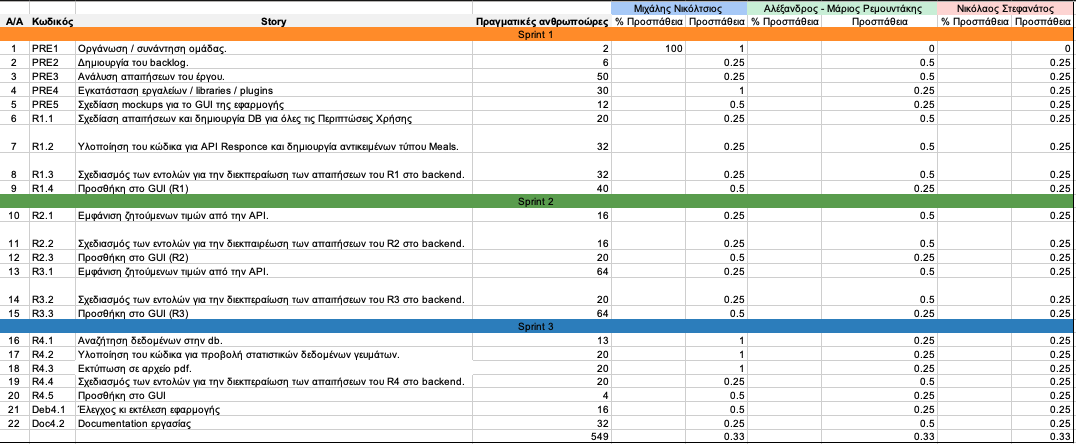 Μιχάλης Νικόλτσιος Αλέξανδρος - Μάριος Ρεμουντάκης Νικόλαος Στεφανάτος
Α/Α Κωδικός Story Πραγματικές ανθρωποώρες % Προσπάθεια Προσπάθεια % Προσπάθεια Προσπάθεια % Προσπάθεια Προσπάθεια
Sprint 1
1 PRE1 Οργάνωση / συνάντηση ομάδας. 2 100 1 0 0
2 PRE2 Δημιουργία του backlog. 6 0.25 0.5 0.25
3 PRE3 Ανάλυση απαιτήσεων του έργου. 50 0.25 0.5 0.25
4 PRE4 Εγκατάσταση εργαλείων / libraries / plugins 30 1 0.25 0.25
5 PRE5 Σχεδίαση mockups για το GUI της εφαρμογής 12 0.5 0.25 0.25
6 R1.1 Σχεδίαση απαιτήσεων και δημιουργία DB για όλες τις Περιπτώσεις Χρήσης 20 0.25 0.5 0.25
7 R1.2 Υλοποίηση του κώδικα για API Responce και δημιουργία αντικειμένων τύπου Meals. 32 0.25 0.5 0.25
8 R1.3 Σχεδιασμός των εντολών για την διεκπεραίωση των απαιτήσεων του R1 στο backend. 32 0.25 0.5 0.25
9 R1.4 Προσθήκη στο GUI (R1) 40 0.5 0.25 0.25
Sprint 2
10 R2.1 Εμφάνιση ζητούμενων τιμών από την API. 16 0.25 0.5 0.25
11 R2.2 Σχεδιασμός των εντολών για την διεκπαιρέωση των απαιτήσεων του R2 στο backend. 16 0.25 0.5 0.25
12 R2.3 Προσθήκη στο GUI (R2) 20 0.5 0.25 0.25
13 R3.1 Εμφάνιση ζητούμενων τιμών από την API. 64 0.25 0.5 0.25
14 R3.2 Σχεδιασμός των εντολών για την διεκπεραίωση των απαιτήσεων του R3 στο backend. 20 0.25 0.5 0.25
15 R3.3 Προσθήκη στο GUI (R3) 64 0.5 0.25 0.25
Sprint 3
16 R4.1 Αναζήτηση δεδομένων στην db. 13 1 0.25 0.25
17 R4.2 Υλοποίηση του κώδικα για προβολή στατιστικών δεδομένων γευμάτων. 20 1 0.25 0.25
18 R4.3 Εκτύπωση σε αρχείο pdf. 20 1 0.25 0.25
19 R4.4 Σχεδιασμός των εντολών για την διεκπεραίωση των απαιτήσεων του R4 στο backend. 20 0.25 0.5 0.25
20 R4.5 Προσθήκη στο GUI 4 0.5 0.25 0.25
21 Deb4.1 Έλεγχος κι εκτέλεση εφαρμογής 16 0.5 0.25 0.25
22 Doc4.2 Documentation εργασίας 32 0.25 0.5 0.25
549 0.33 0.33 0.33